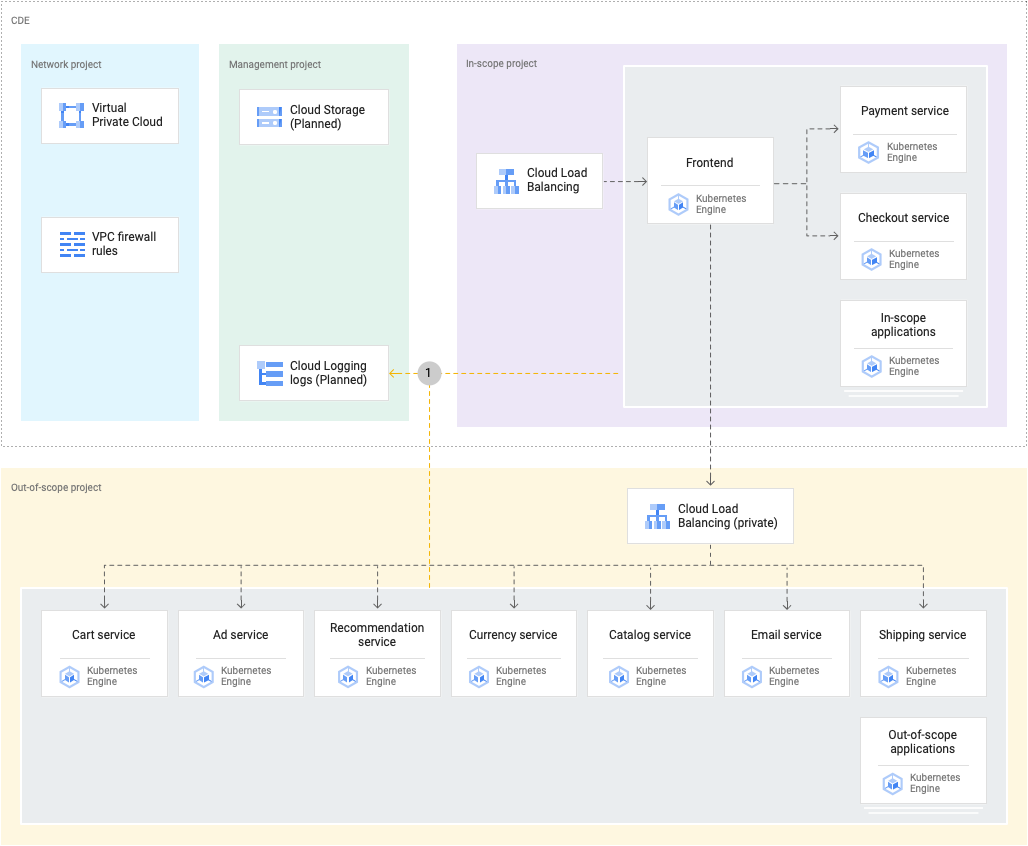 CDE
Network project
Virtual
Private Cloud
VPC firewall
rules
Management project
Cloud Storage
(Planned)
Cloud Logging
logs (Planned)
1
In-scope project
Cloud Load
Balancing
Frontend
Kubernetes
Engine
Payment service
Kubernetes
Engine
Checkout service
Kubernetes
Engine
In-scope
applications
Kubernetes
Engine
Out-of-scope project
Cloud Load
Balancing (private)
Cart service
Kubernetes
Engine
Ad service
Kubernetes
Engine
Recommendation
service
Kubernetes
Engine
Currency service
Kubernetes
Engine
Catalog service
Kubernetes
Engine
Email service
Kubernetes
Engine
Shipping service
Kubernetes
Engine
Out-of-scope
applications
Kubernetes
Engine